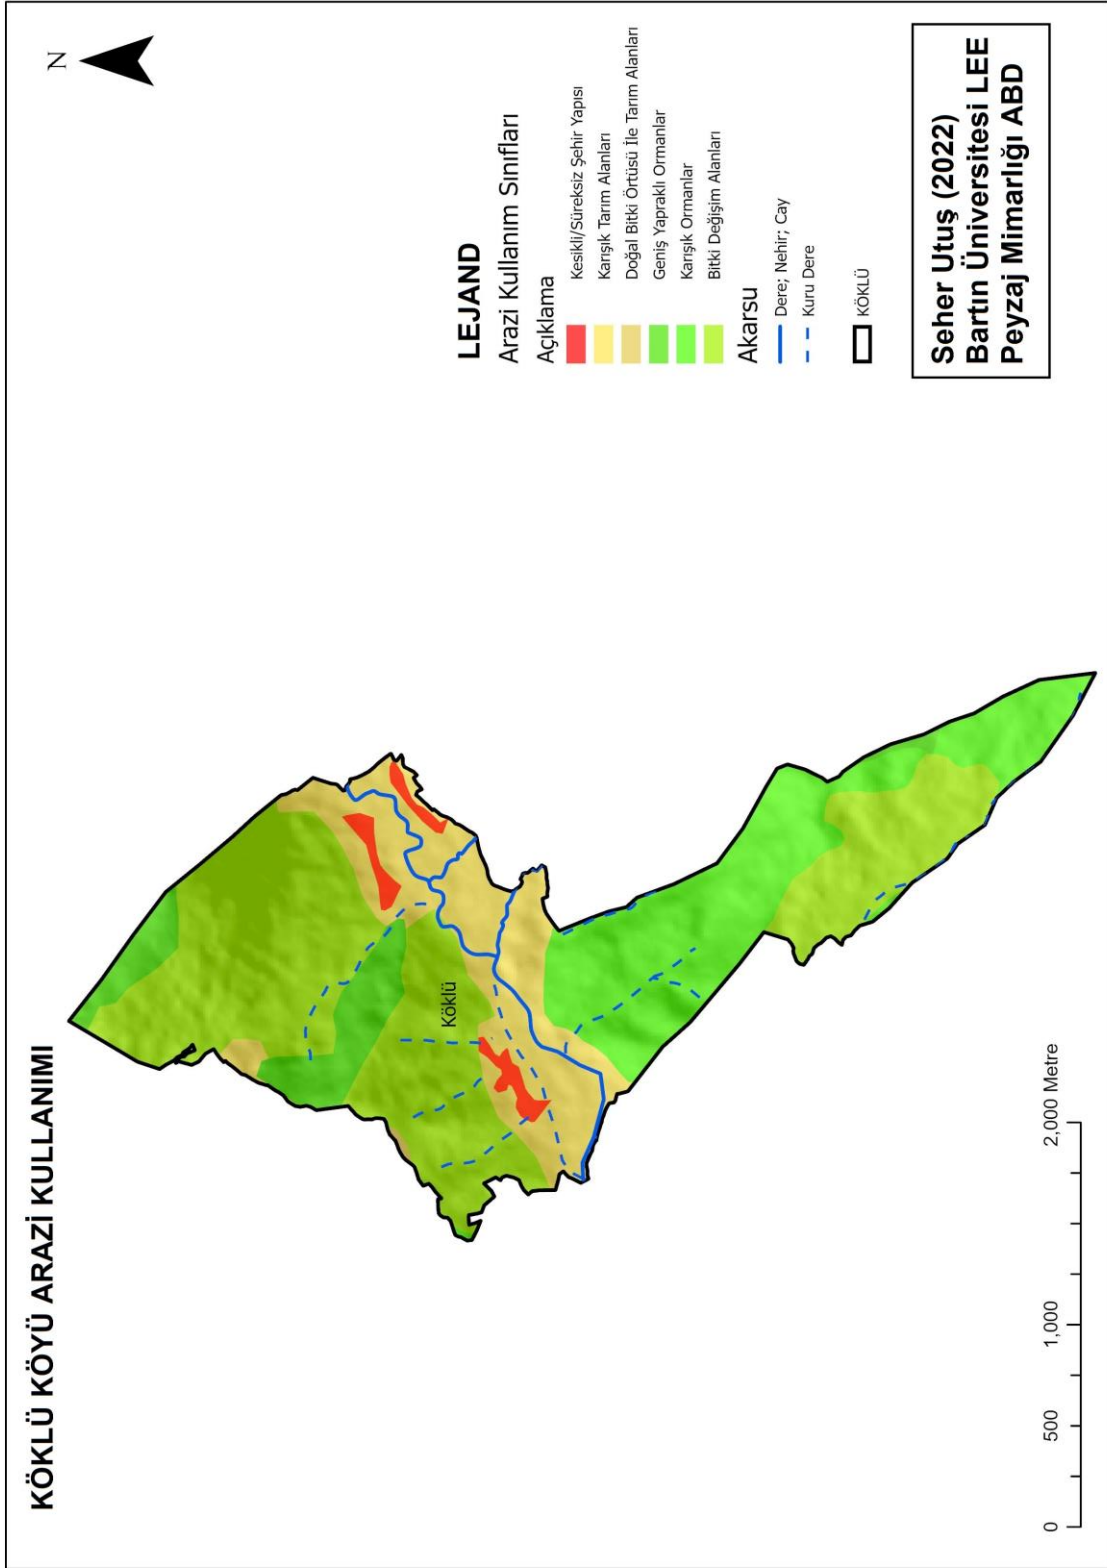 KÖKLÜ KÖYÜ ARAZİ KULLANIMI
N
Köklü
LEJAND
Arazi Kullanım Sınıfları
Açıklama
Kesikli/Süreksiz Şehir Yapısı
Karışık Tarım Alanları
Doğal Bitki Örtüsü İle Tarım Alanları
Geniş Yapraklı Ormanlar
Karışık Ormanlar
Bitki Değişim Alanları
Akarsu
Dere; Nehir; Cay
Kuru Dere
KÖKLÜ
0 500 1,000 2,000 Metre
Seher Utuş (2022)
Bartın Üniversitesi LEE
Peyzaj Mimarlığı ABD